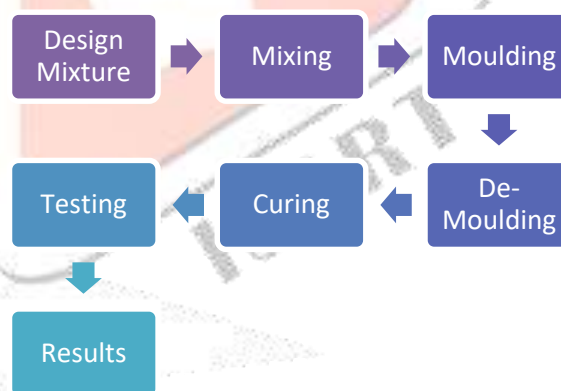 Design
Mixture
Mixing
Moulding
De-
Moulding
Curing
Testing
Results